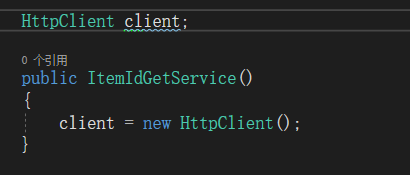 HttpClient client;
0 个引用
public ItemIdGetService()
{
client = new HttpClient();
}